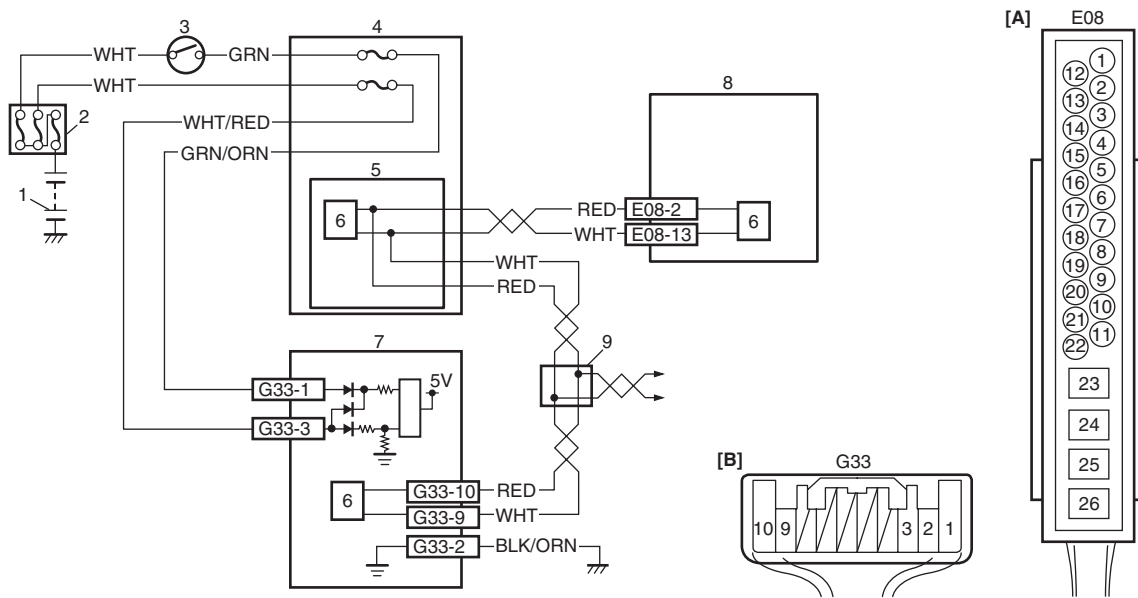 3
4
[A] E08
WHT GRN
WHT
8
2
WHT/RED
GRN/ORN
5
1
6
RED E08-2
WHT E08-13
6
WHT
RED
7
9
G33-1
5V
G33-3
6
G33-10 RED
G33-9 WHT
G33-2 BLK/ORN
[B] G33
10 9 3 2 1
1
12
2
13
3
14
4
15
5
16
6
17
7
18
8
19
9
20
10
21
11
22
23
24
25
26